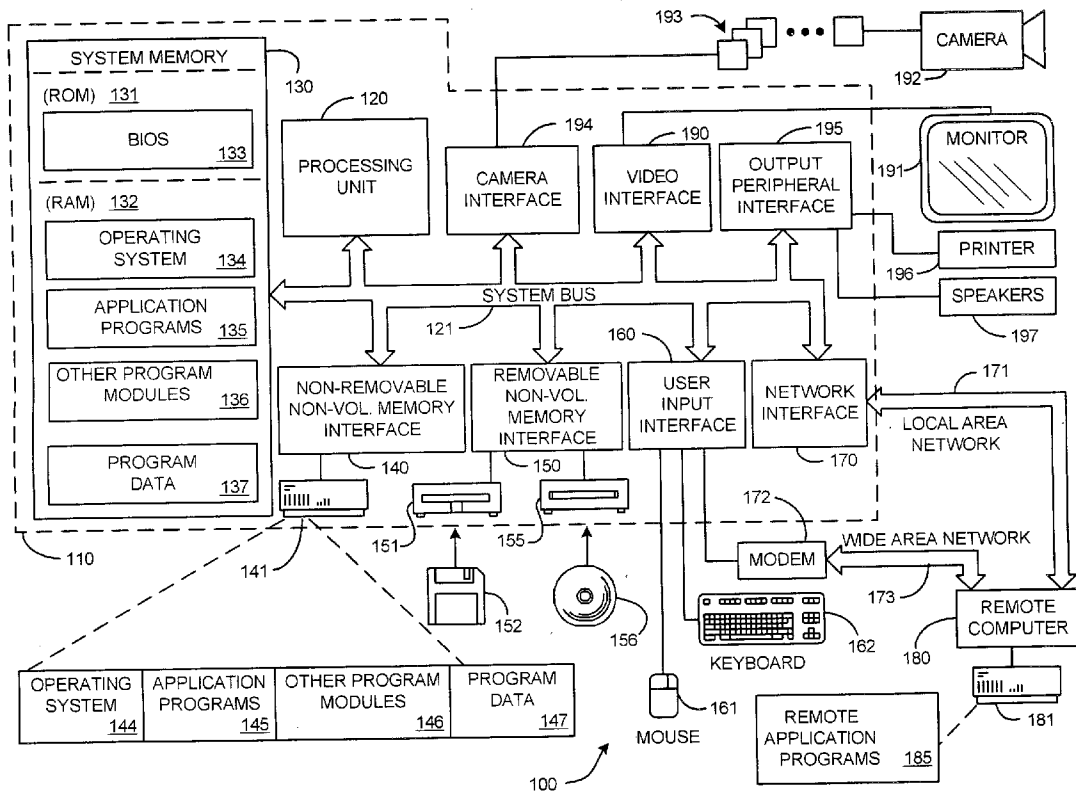 SYSTEM MEMORY
130
(ROM) 131
BIOS
133
(RAM) 132
OPERATING
SYSTEM
134
APPLICATION
PROGRAMS
135
OTHER PROGRAM
MODULES
136
PROGRAM
DATA
137
110
120
PROCESSING
UNIT
194
CAMERA
INTERFACE
190
VIDEO
INTERFACE
195
OUTPUT
PERIPHERAL
INTERFACE
193
CAMERA
192
MONITOR
191
PRINTER
196
SPEAKERS
197
SYSTEM BUS
121
NON-REMOVABLE
NON-VOL. MEMORY
INTERFACE
140
REMOVABLE
NON-VOL.
MEMORY
INTERFACE
150
160
USER
INPUT
INTERFACE
NETWORK
INTERFACE
170
171
LOCAL AREA
NETWORK
141
151
152
155
156
172
MODEM
WIDE AREA NETWORK
173
REMOTE
COMPUTER
180
181
162
KEYBOARD
161
MOUSE
OPERATING
SYSTEM
144
APPLICATION
PROGRAMS
145
OTHER PROGRAM
MODULES
146
PROGRAM
DATA
147
REMOTE
APPLICATION
PROGRAMS
185
100